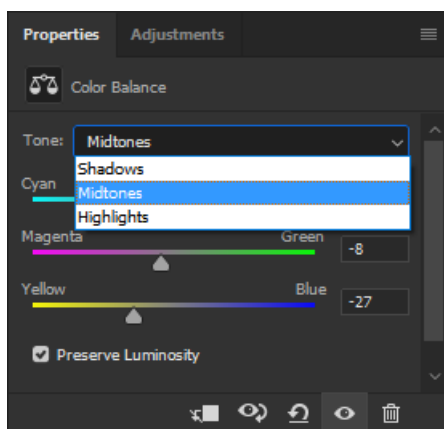 Properties Adjustments
Color Balance
Tone: Midtones
Shadows
Cyan Midtones
Highlights
Magenta Green -8
Yellow Blue -27
Preserve Luminosity